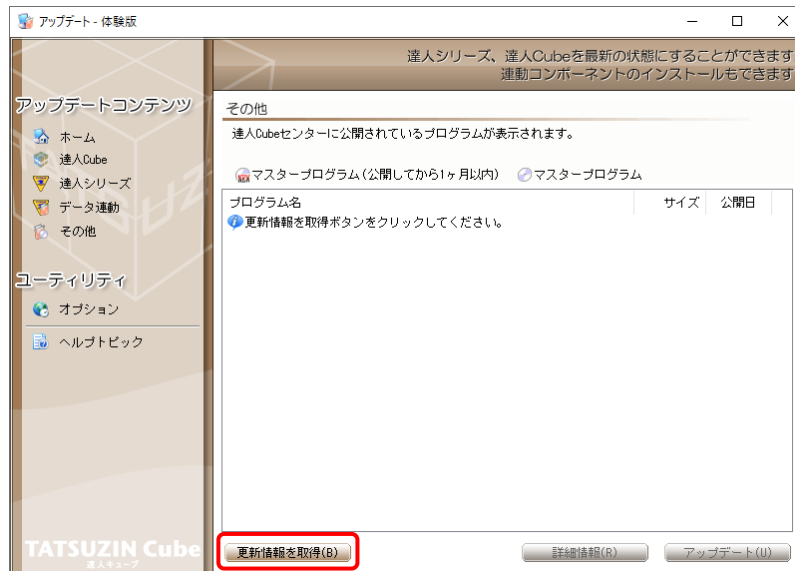 アップデート - 体験版
達人シリーズ、達人Cubeを最新の状態にすることができます
連動コンポーネントのインストールもできます
アップデートコンテンツ
ホーム
達人Cube
達人シリーズ
データ連動
その他
ユーティリティ
オプション
ヘルプトピック
TATSUZIN Cube
達人キューブ
その他
達人Cubeセンターに公開されているプログラムが表示されます。
マスタープログラム(公開してから1ヶ月以内) マスタープログラム
プログラム名 サイズ 公開日
更新情報を取得ボタンをクリックしてください。
更新情報を取得(B) 詳細情報(R) アップデート(U)